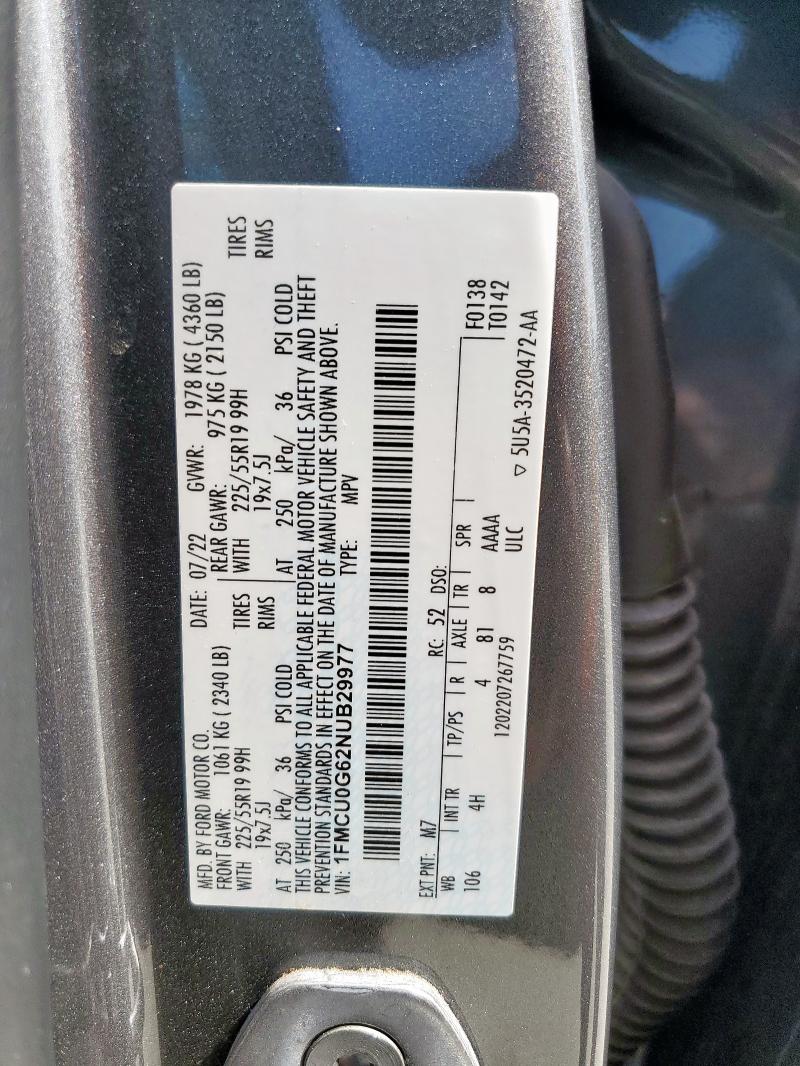 MFD. BY FORD MOTOR CO.
DATE: 07/22 GVWR: 1978 KG ( 4360 LB)
FRONT GAWR: 1061 KG ( 2340 LB) REAR GAWR: 975 KG ( 2150 LB)
WITH 225/55R19 99H TIRES WITH 225/55R19 99H TIRES
19x7.5J RIMS 19x7.5J RIMS
AT 250 kPa/ 36 PSI COLD AT 250 kPa/ 36 PSI COLD
THIS VEHICLE CONFORMS TO ALL APPLICABLE FEDERAL MOTOR VEHICLE SAFETY AND THEFT
PREVENTION STANDARDS IN EFFECT ON THE DATE OF MANUFACTURE SHOWN ABOVE.
VIN: 1FMCU0G62NUB29977 TYPE: MPV
EXT PNT: M7 RC: 52 DSO: F0138
WB INT TR TP/PS R AXLE TR SPR T0142
106 4H 4 81 8 AAAA
1202207267759 ULC ▽ 5U5A-3520472-AA